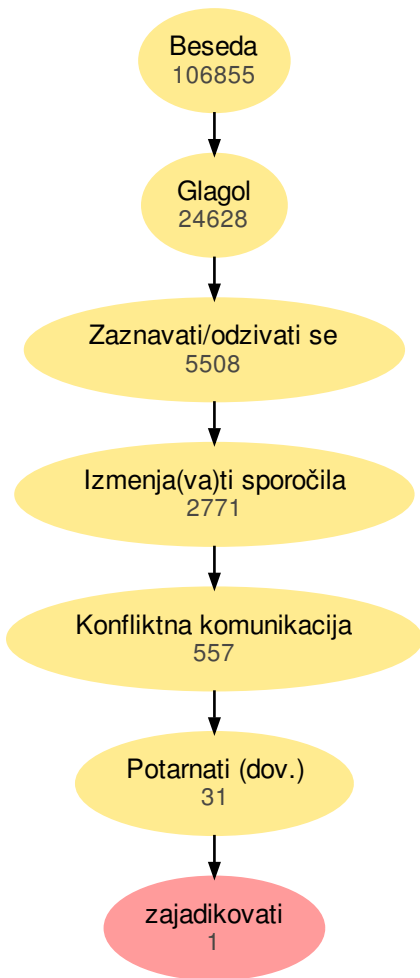 Beseda
106855
Glagol
24628
Zaznavati/odzivati se
5508
Izmenja(va)ti sporočila
2771
Konfliktna komunikacija
557
Potarnati (dov.)
31
zajadikovati
1